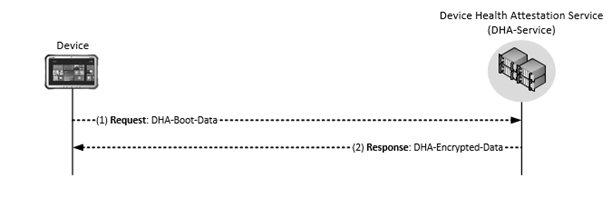 Device Health Attestation Service
(DHA-Service)
Device
(1) Request: DHA-Boot-Data
(2) Response: DHA-Encrypted-Data